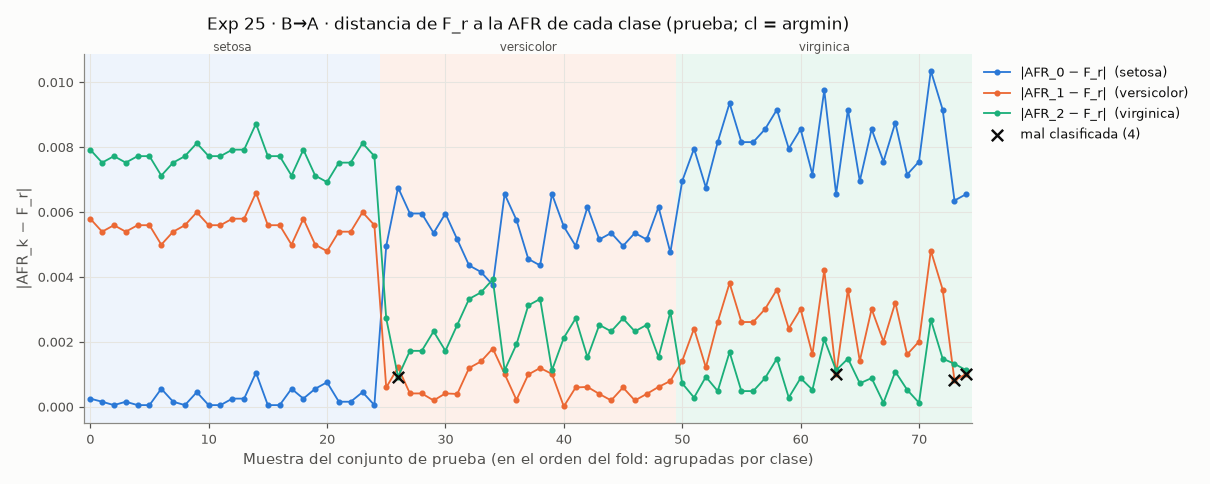 Exp 25 · B→A · distancia de F_r a la AFR de cada clase (prueba; cl = argmin)
setosa
versicolor
virginica
|AFR_k − F_r|
0.010
0.008
0.006
0.004
0.002
0.000
0
10
20
30
40
50
60
70
Muestra del conjunto de prueba (en el orden del fold: agrupadas por clase)
|AFR_0 − F_r| (setosa)
|AFR_1 − F_r| (versicolor)
|AFR_2 − F_r| (virginica)
mal clasificada (4)